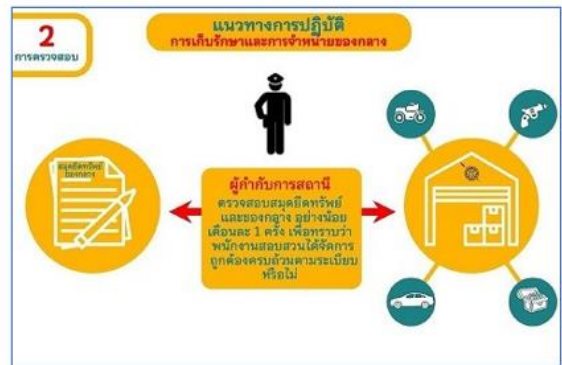 2
การตรวจสอบ
แนวทางการปฏิบัติ
การเก็บรักษาและการจำหน่ายของกลาง
สมุดยึดทรัพย์
ของกลาง
ผู้กำกับการสถานี
ตรวจสอบสมุดยึดทรัพย์
และของกลาง อย่างน้อย
เดือนละ 1 ครั้ง เพื่อทราบว่า
พนักงานสอบสวนได้จัดการ
ถูกต้องครบถ้วนตามระเบียบ
หรือไม่